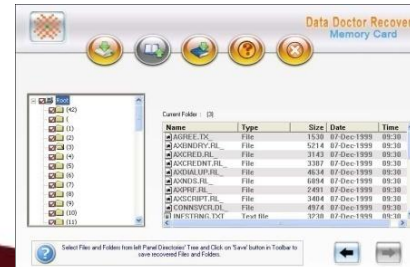 Data Doctor Recover
Memory Card
Root
(42)
(
(1)
(2)
(3)
(4)
(5)
(6)
(7)
(8)
(9)
(10)
(11)
Current Folder : (3)
Name Type Size Date Time
AGREE.TX_ File 1530 07-Dec-1999 09:30
AXBNDRY.RL_ File 5214 07-Dec-1999 09:30
AXCRED.RL_ File 3143 07-Dec-1999 09:30
AXCREDNT.RL_ File 3387 07-Dec-1999 09:30
AXDIALUP.RL_ File 4634 07-Dec-1999 09:30
AXNDS.RL_ File 6894 07-Dec-1999 09:30
AXPRF.RL_ File 2491 07-Dec-1999 09:30
AXSCRIPT.RL_ File 3404 07-Dec-1999 09:30
CONNSVCR.DL_ File 4974 07-Dec-1999 09:30
INFSTRNG.TXT Text file 3230 07-Dec-1999 09:30
Select Files and Folders from left Panel Directories' Tree and Click on 'Save' button in Toolbar to
save recovered Files and Folders.